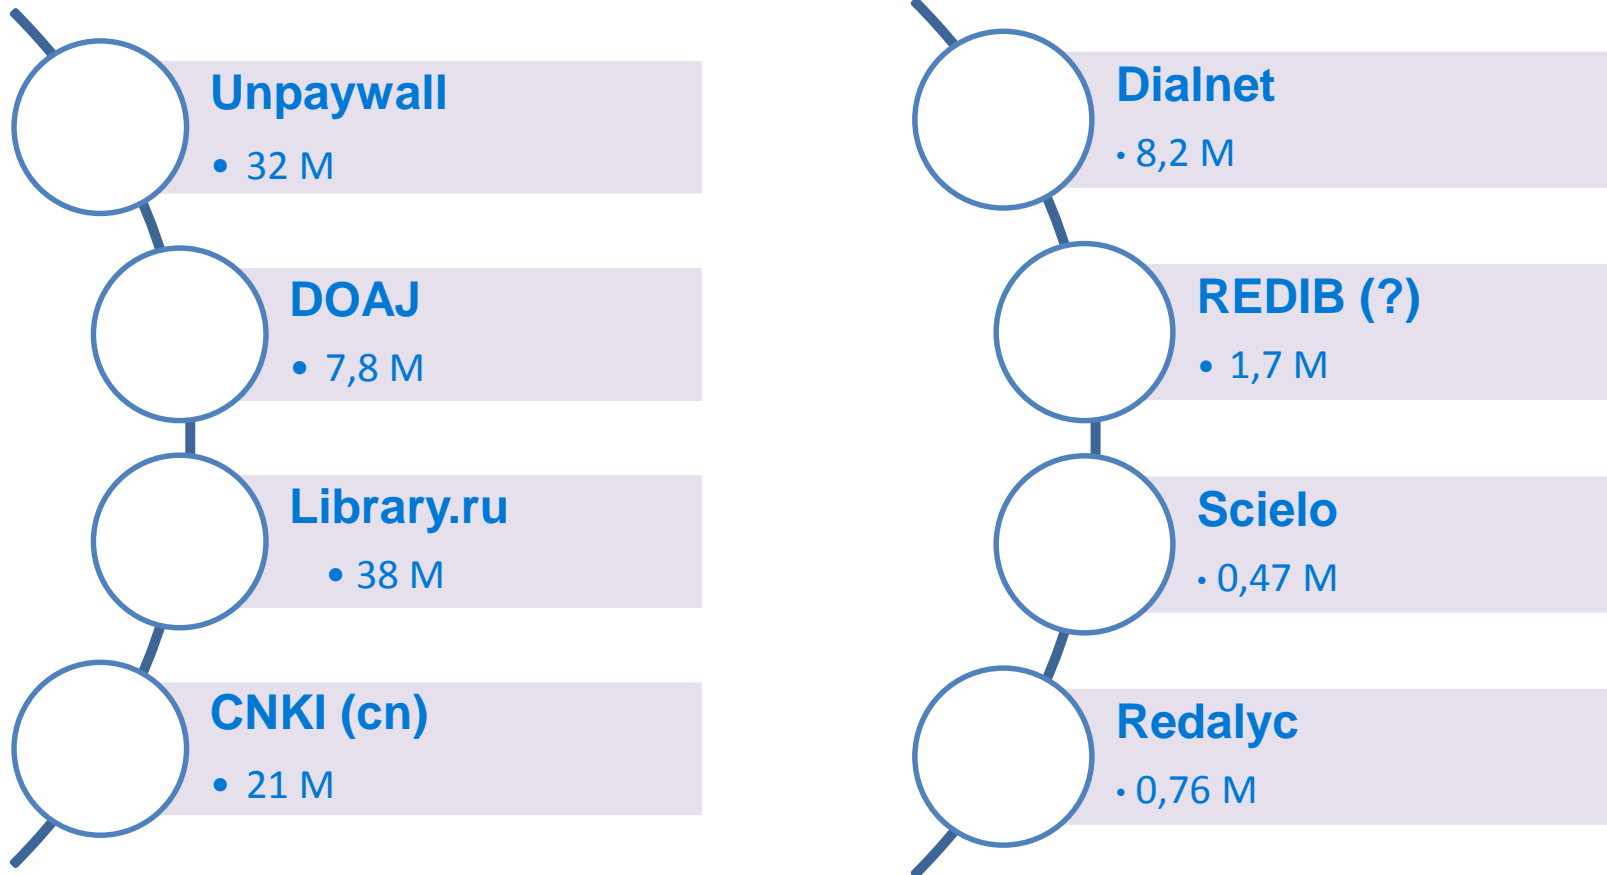 Unpaywall
• 32 M
DOAJ
• 7,8 M
Library.ru
• 38 M
CNKI (cn)
• 21 M
Dialnet
• 8,2 M
REDIB (?)
• 1,7 M
Scielo
• 0,47 M
Redalyc
• 0,76 M